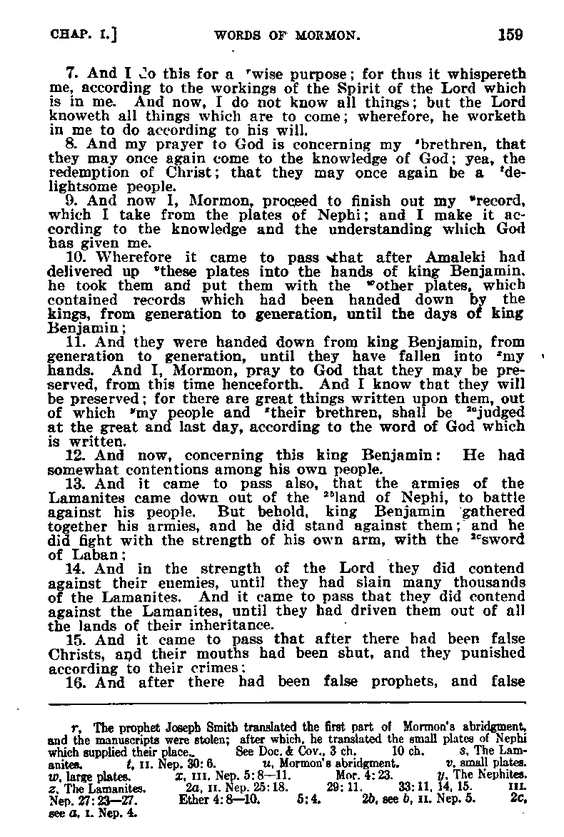 CHAP. I.] WORDS OF MORMON. 159
7. And I do this for a ʳwise purpose; for thus it whispereth
me, according to the workings of the Spirit of the Lord which
is in me. And now, I do not know all things; but the Lord
knoweth all things which are to come; wherefore, he worketh
in me to do according to his will.
8. And my prayer to God is concerning my ˢbrethren, that
they may once again come to the knowledge of God; yea, the
redemption of Christ; that they may once again be a ᵗde-
lightsome people.
9. And now I, Mormon, proceed to finish out my ᵘrecord,
which I take from the plates of Nephi; and I make it ac-
cording to the knowledge and the understanding which God
has given me.
10. Wherefore it came to pass that after Amaleki had
delivered up ᵛthese plates into the hands of king Benjamin,
he took them and put them with the ʷother plates, which
contained records which had been handed down by the
kings, from generation to generation, until the days of king
Benjamin;
11. And they were handed down from king Benjamin, from
generation to generation, until they have fallen into ˣmy
hands. And I, Mormon, pray to God that they may be pre-
served, from this time henceforth. And I know that they will
be preserved; for there are great things written upon them, out
of which ʸmy people and ᶻtheir brethren, shall be ²ᵃjudged
at the great and last day, according to the word of God which
is written.
12. And now, concerning this king Benjamin: He had
somewhat contentions among his own people.
13. And it came to pass also, that the armies of the
Lamanites came down out of the ²ᵇland of Nephi, to battle
against his people. But behold, king Benjamin gathered
together his armies, and he did stand against them; and he
did fight with the strength of his own arm, with the ²ᶜsword
of Laban;
14. And in the strength of the Lord they did contend
against their enemies, until they had slain many thousands
of the Lamanites. And it came to pass that they did contend
against the Lamanites, until they had driven them out of all
the lands of their inheritance.
15. And it came to pass that after there had been false
Christs, and their mouths had been shut, and they punished
according to their crimes;
16. And after there had been false prophets, and false
r, The prophet Joseph Smith translated the first part of Mormon's abridgment,
and the manuscripts were stolen; after which, he translated the small plates of Nephi
which supplied their place. See Doc. & Cov., 3 ch. 10 ch. s, The Lam-
anites. t, II. Nep. 30: 6. u, Mormon's abridgment. v, small plates.
w, large plates. x, III. Nep. 5: 8—11. Mor. 4: 23. y, The Nephites.
z, The Lamanites. 2a, II. Nep. 25: 18. 29: 11. 33: 11, 14, 15. III.
Nep. 27: 23—27. Ether 4: 8—10. 5: 4. 2b, see b, II. Nep. 5. 2c,
see a, I. Nep. 4.